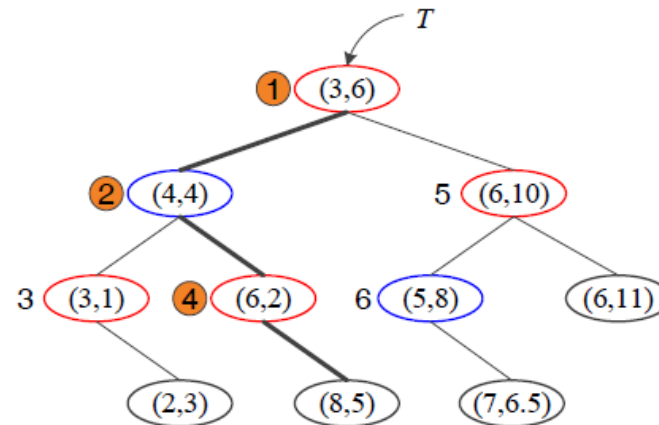 T
1 (3,6)
2 (4,4) 5 (6,10)
3 (3,1) 4 (6,2) 6 (5,8) (6,11)
(2,3) (8,5) (7,6.5)